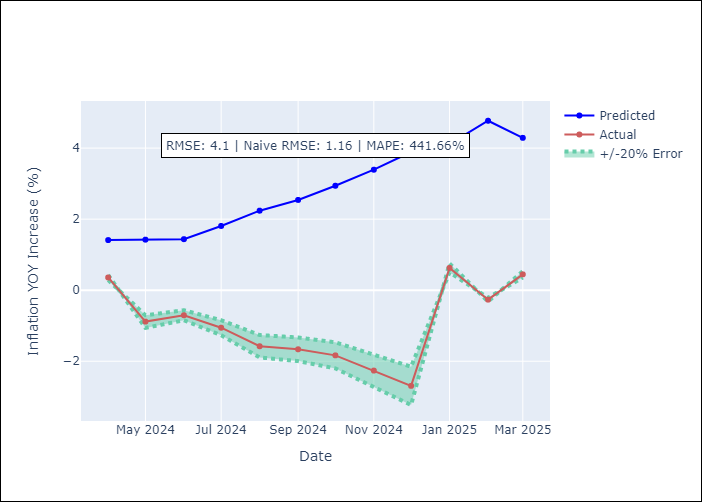 Predicted
Actual
+/-20% Error
RMSE: 4.1 | Naive RMSE: 1.16 | MAPE: 441.66%
4
2
0
−2
Inflation YOY Increase (%)
May 2024
Jul 2024
Sep 2024
Nov 2024
Jan 2025
Mar 2025
Date